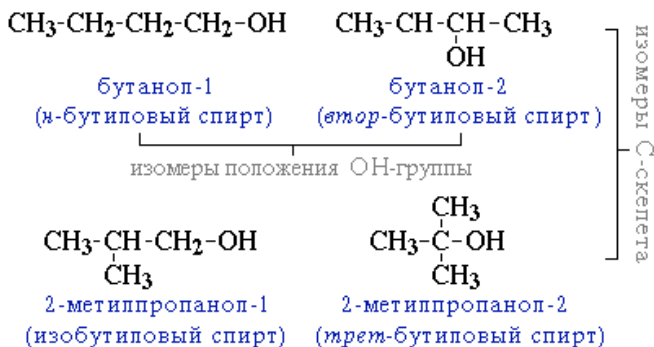 CH₃-CH₂-CH₂-CH₂-OH
CH₃-CH-CH-CH₃
OH
бутанол-1
(н-бутиловый спирт)
бутанол-2
(втор-бутиловый спирт)
изомеры положения OH-группы
изомеры C-скелета
CH₃-CH-CH₂-OH
CH₃
CH₃
CH₃-C-OH
CH₃
2-метилпропанол-1
(изобутиловый спирт)
2-метилпропанол-2
(трет-бутиловый спирт)